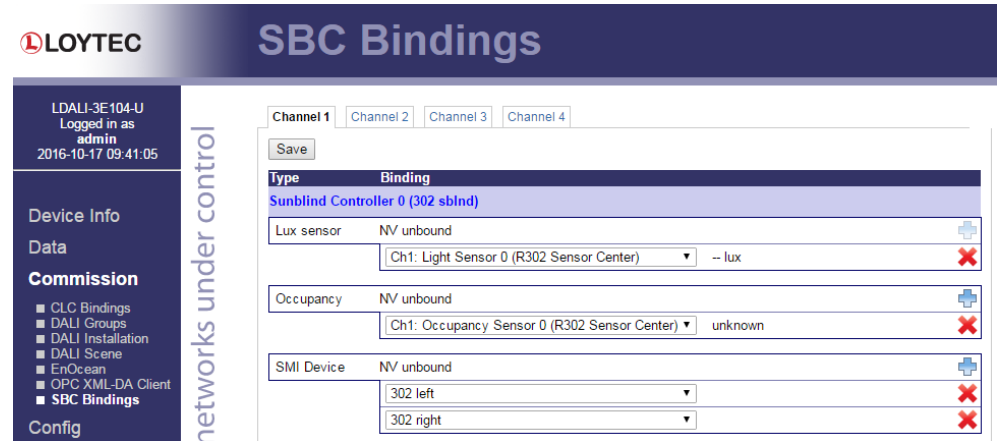 LOYTEC
SBC Bindings
LDALI-3E104-U
Logged in as
admin
2016-10-17 09:41:05
Device Info
Data
Commission
CLC Bindings
DALI Groups
DALI Installation
DALI Scene
EnOcean
OPC XML-DA Client
SBC Bindings
Config
networks under control
Channel 1 Channel 2 Channel 3 Channel 4
Save
Type Binding
Sunblind Controller 0 (302 sblnd)
Lux sensor NV unbound
Ch1: Light Sensor 0 (R302 Sensor Center) -- lux
Occupancy NV unbound
Ch1: Occupancy Sensor 0 (R302 Sensor Center) unknown
SMI Device NV unbound
302 left
302 right